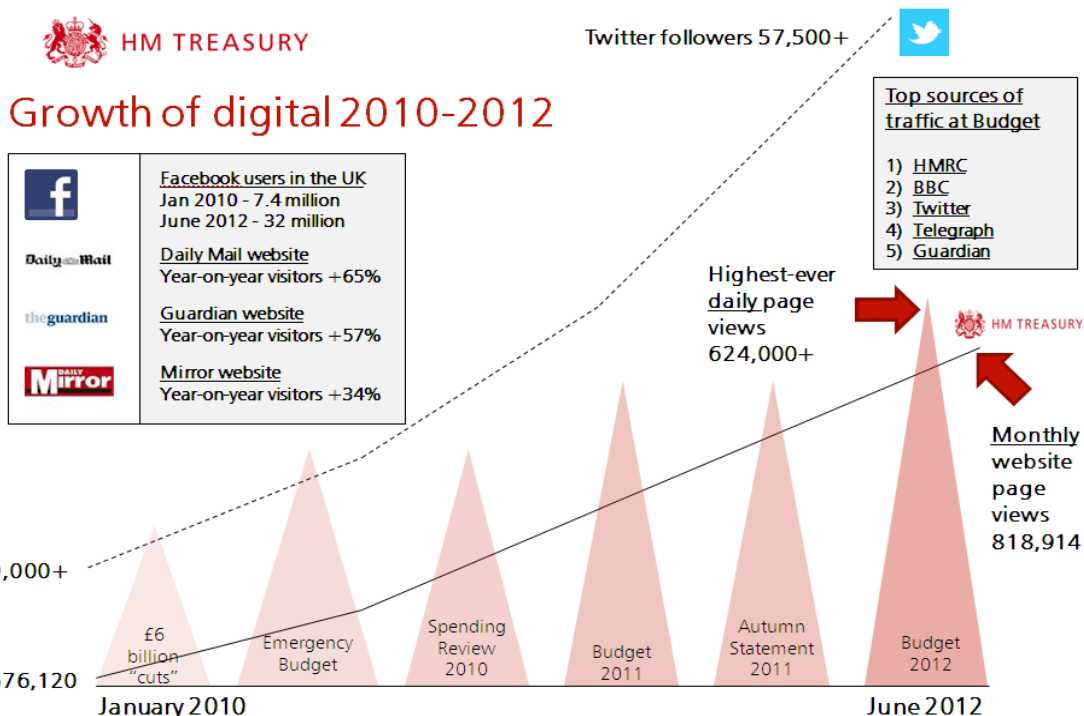 HM TREASURY
Twitter followers 57,500+
Growth of digital 2010-2012
Top sources of
traffic at Budget
1) HMRC
2) BBC
3) Twitter
4) Telegraph
5) Guardian
f
Facebook users in the UK
Jan 2010 - 7.4 million
June 2012 - 32 million
Daily Mail
Daily Mail website
Year-on-year visitors +65%
theguardian
Guardian website
Year-on-year visitors +57%
DAILY
Mirror
Mirror website
Year-on-year visitors +34%
Highest-ever
daily page
views
624,000+
HM TREASURY
Monthly
website
page
views
818,914
,000+
£6
billion
"cuts"
Emergency
Budget
Spending
Review
2010
Budget
2011
Autumn
Statement
2011
Budget
2012
76,120
January 2010
June 2012